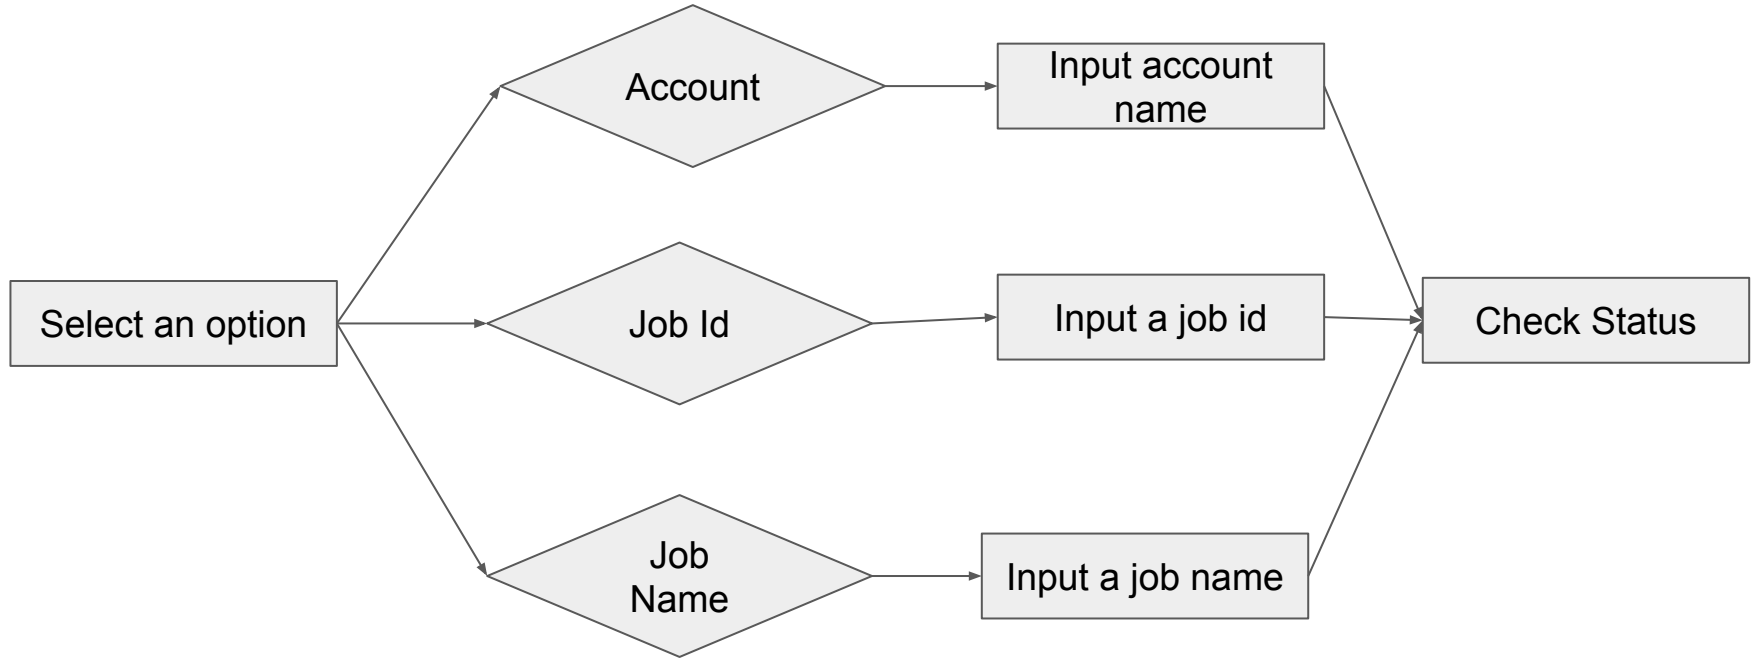 Select an option
Account
Input account
name
Job Id
Input a job id
Job
Name
Input a job name
Check Status